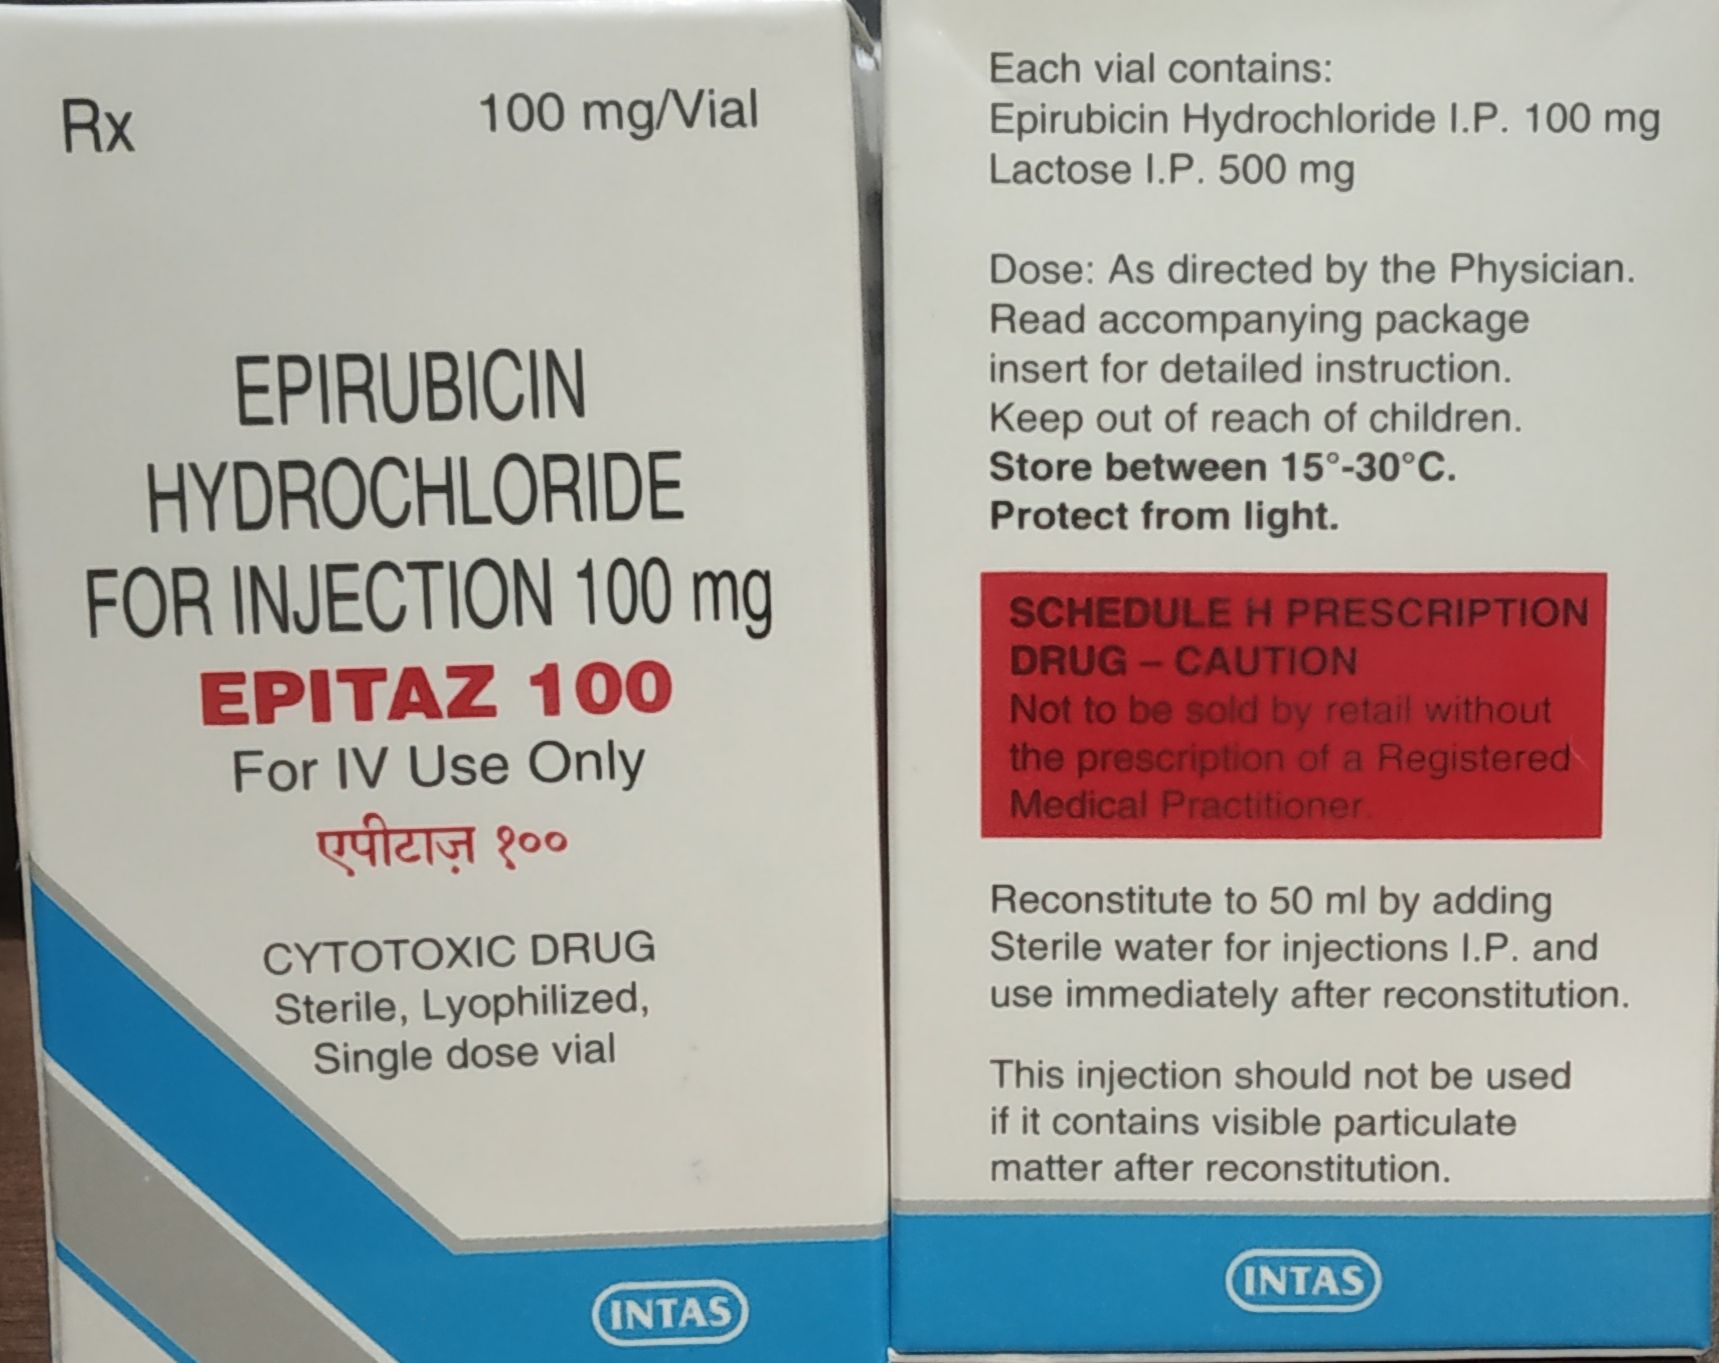 Rx
100 mg/Vial
EPIRUBICIN
HYDROCHLORIDE
FOR INJECTION 100 mg
EPITAZ 100
For IV Use Only
एपीटाज़ १००
CYTOTOXIC DRUG
Sterile, Lyophilized,
Single dose vial
INTAS
Each vial contains:
Epirubicin Hydrochloride I.P. 100 mg
Lactose I.P. 500 mg
Dose: As directed by the Physician.
Read accompanying package
insert for detailed instruction.
Keep out of reach of children.
Store between 15°-30°C.
Protect from light.
SCHEDULE H PRESCRIPTION
DRUG – CAUTION
Not to be sold by retail without
the prescription of a Registered
Medical Practitioner.
Reconstitute to 50 ml by adding
Sterile water for injections I.P. and
use immediately after reconstitution.
This injection should not be used
if it contains visible particulate
matter after reconstitution.
INTAS